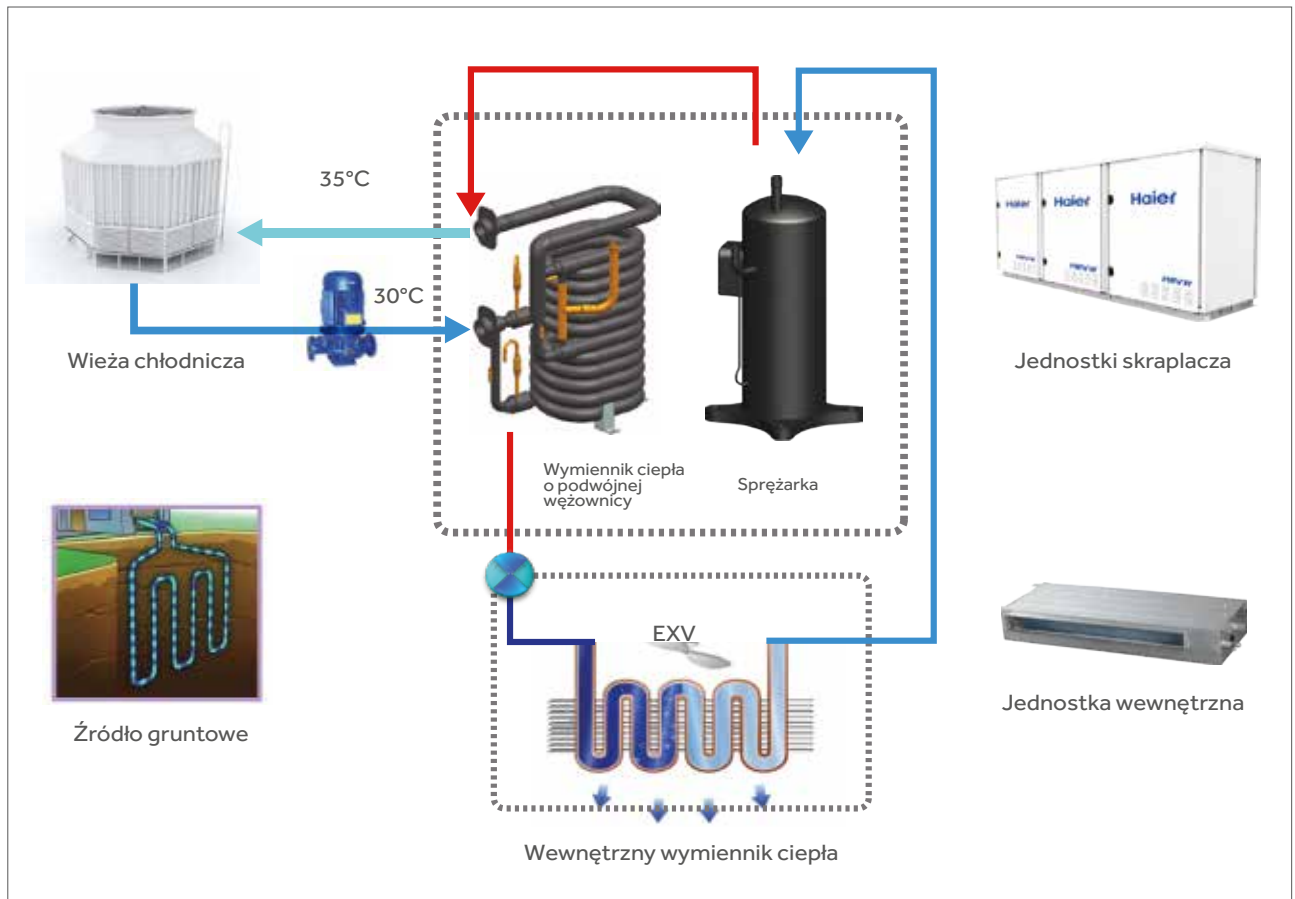 35°C
30°C
Wieża chłodnicza
Haier
Haier
Haier
Jednostki skraplacza
Wymiennik ciepła
o podwójnej
wężownicy
Sprężarka
Źródło gruntowe
EXV
Jednostka wewnętrzna
Wewnętrzny wymiennik ciepła